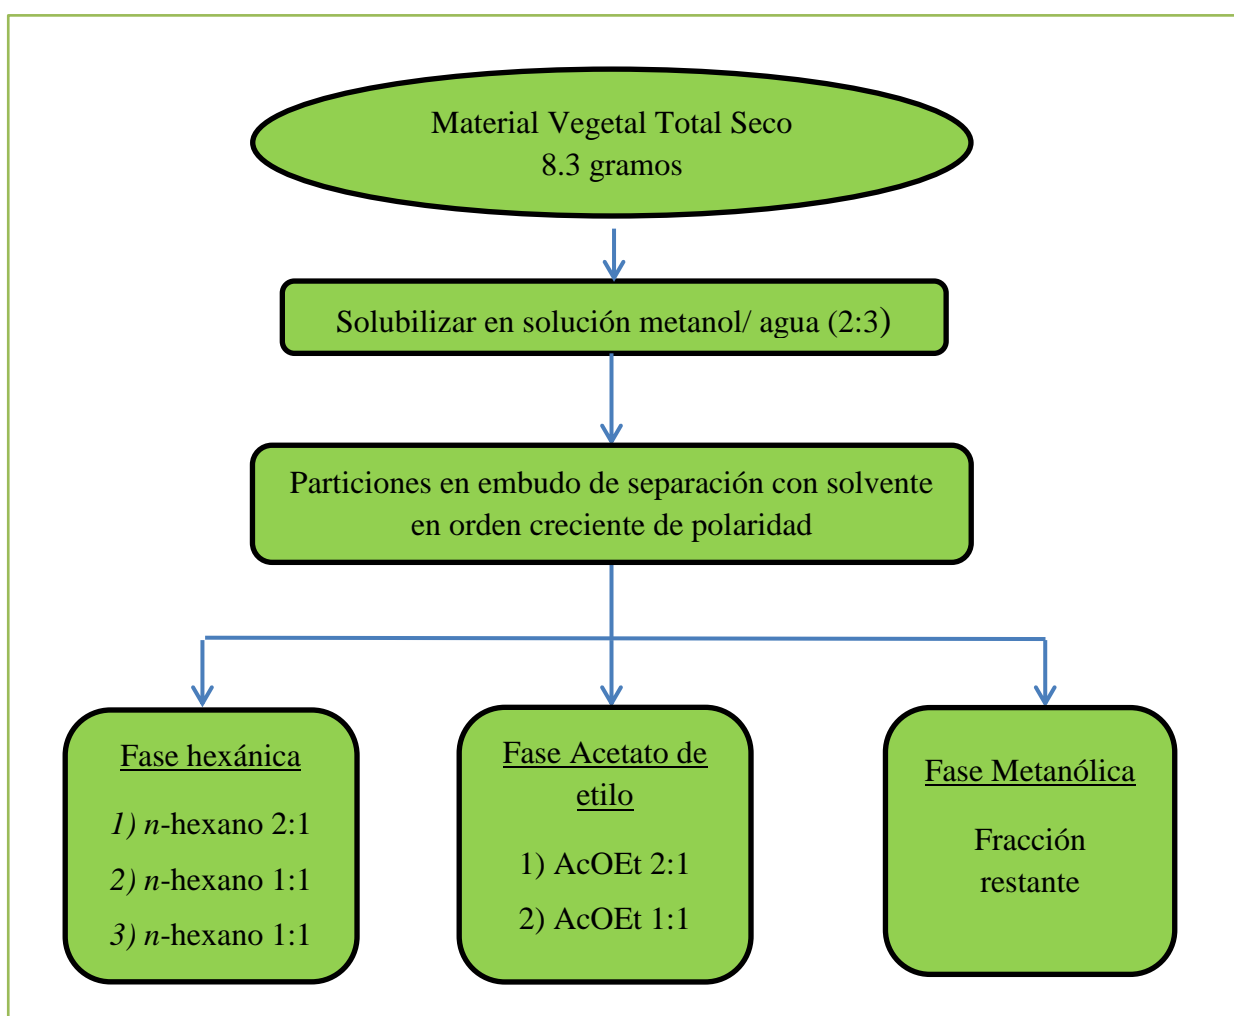 Material Vegetal Total Seco
8.3 gramos
Solubilizar en solución metanol/ agua (2:3)
Particiones en embudo de separación con solvente
en orden creciente de polaridad
Fase hexánica
1) n-hexano 2:1
2) n-hexano 1:1
3) n-hexano 1:1
Fase Acetato de
etilo
1) AcOEt 2:1
2) AcOEt 1:1
Fase Metanólica
Fracción
restante